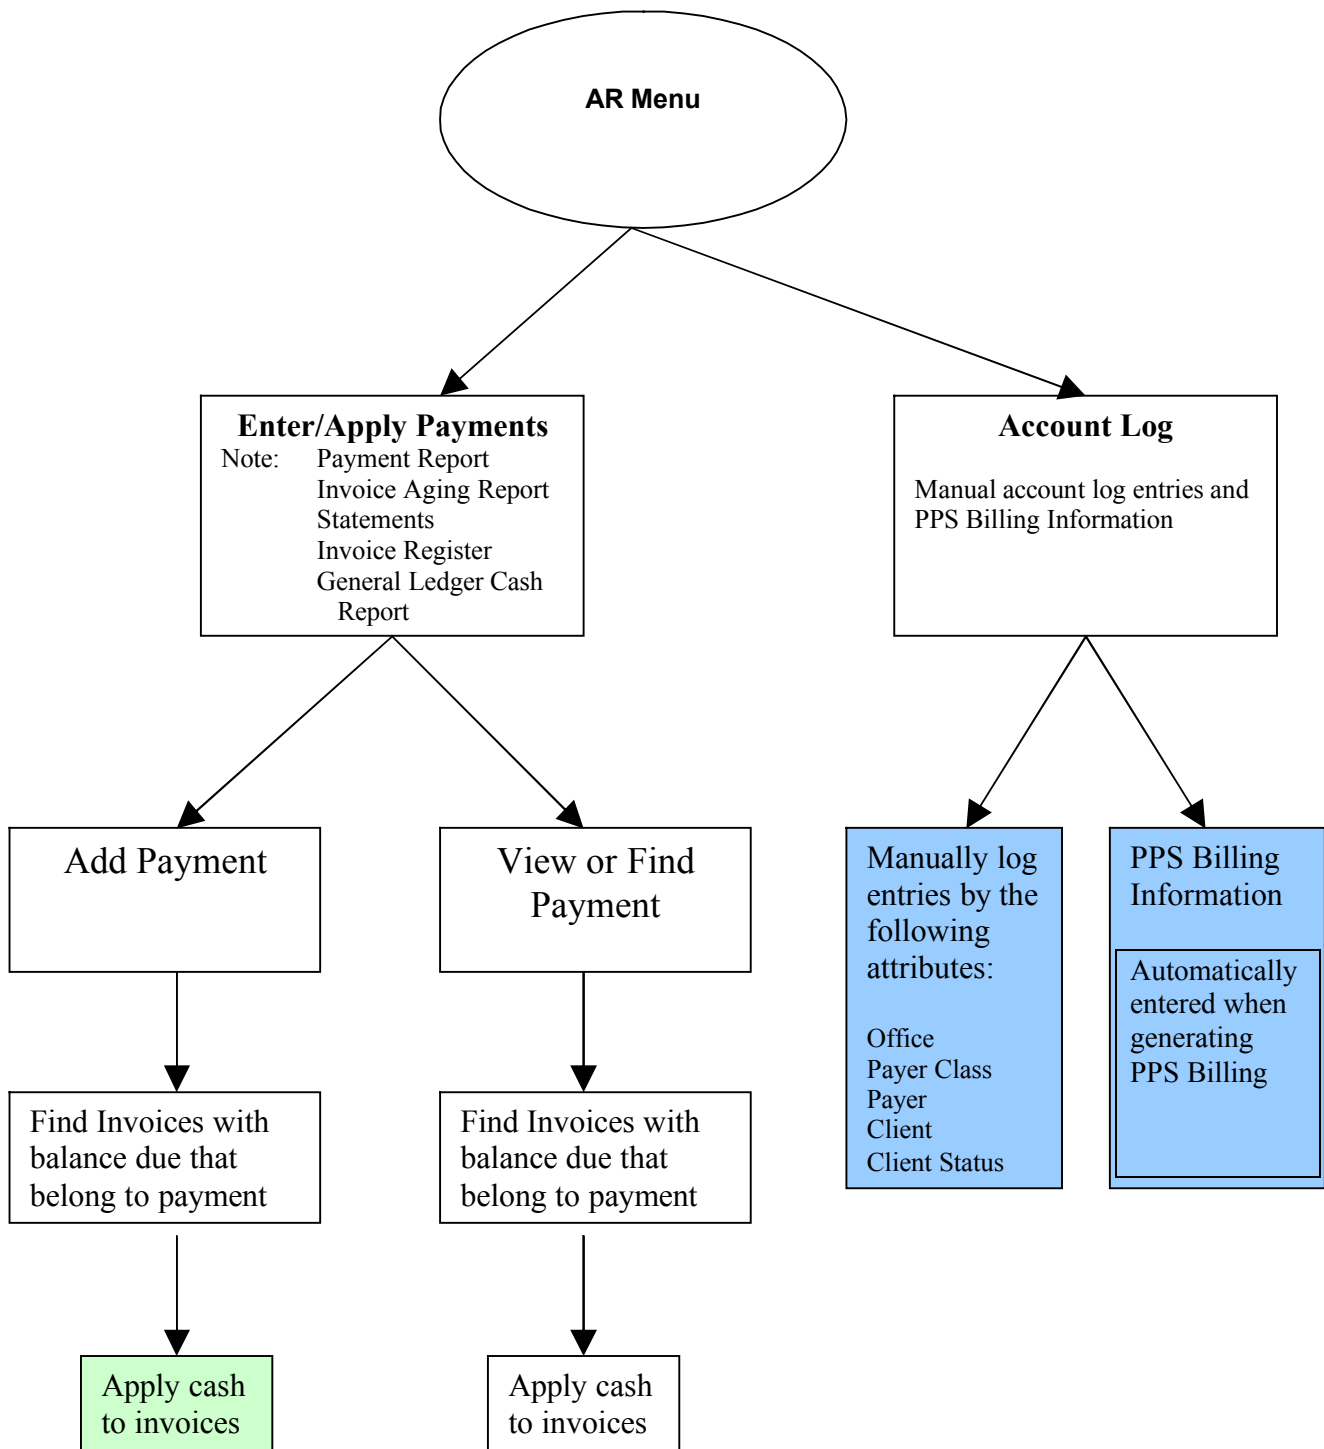 AR Menu
Enter/Apply Payments
Note: Payment Report
Invoice Aging Report
Statements
Invoice Register
General Ledger Cash
Report
Account Log
Manual account log entries and
PPS Billing Information
Add Payment
View or Find
Payment
Manually log
entries by the
following
attributes:
Office
Payer Class
Payer
Client
Client Status
PPS Billing
Information
Automatically
entered when
generating
PPS Billing
Find Invoices with
balance due that
belong to payment
Find Invoices with
balance due that
belong to payment
Apply cash
to invoices
Apply cash
to invoices